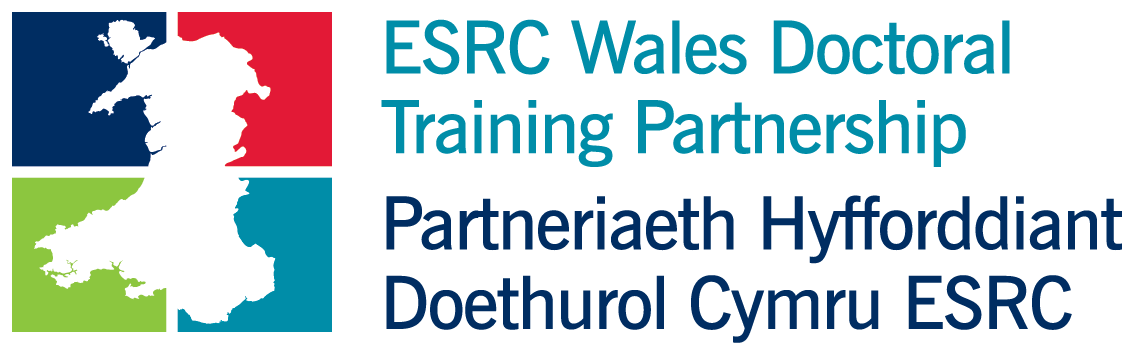 ESRC Wales Doctoral
Training Partnership
Partneriaeth Hyfforddiant
Doethurol Cymru ESRC